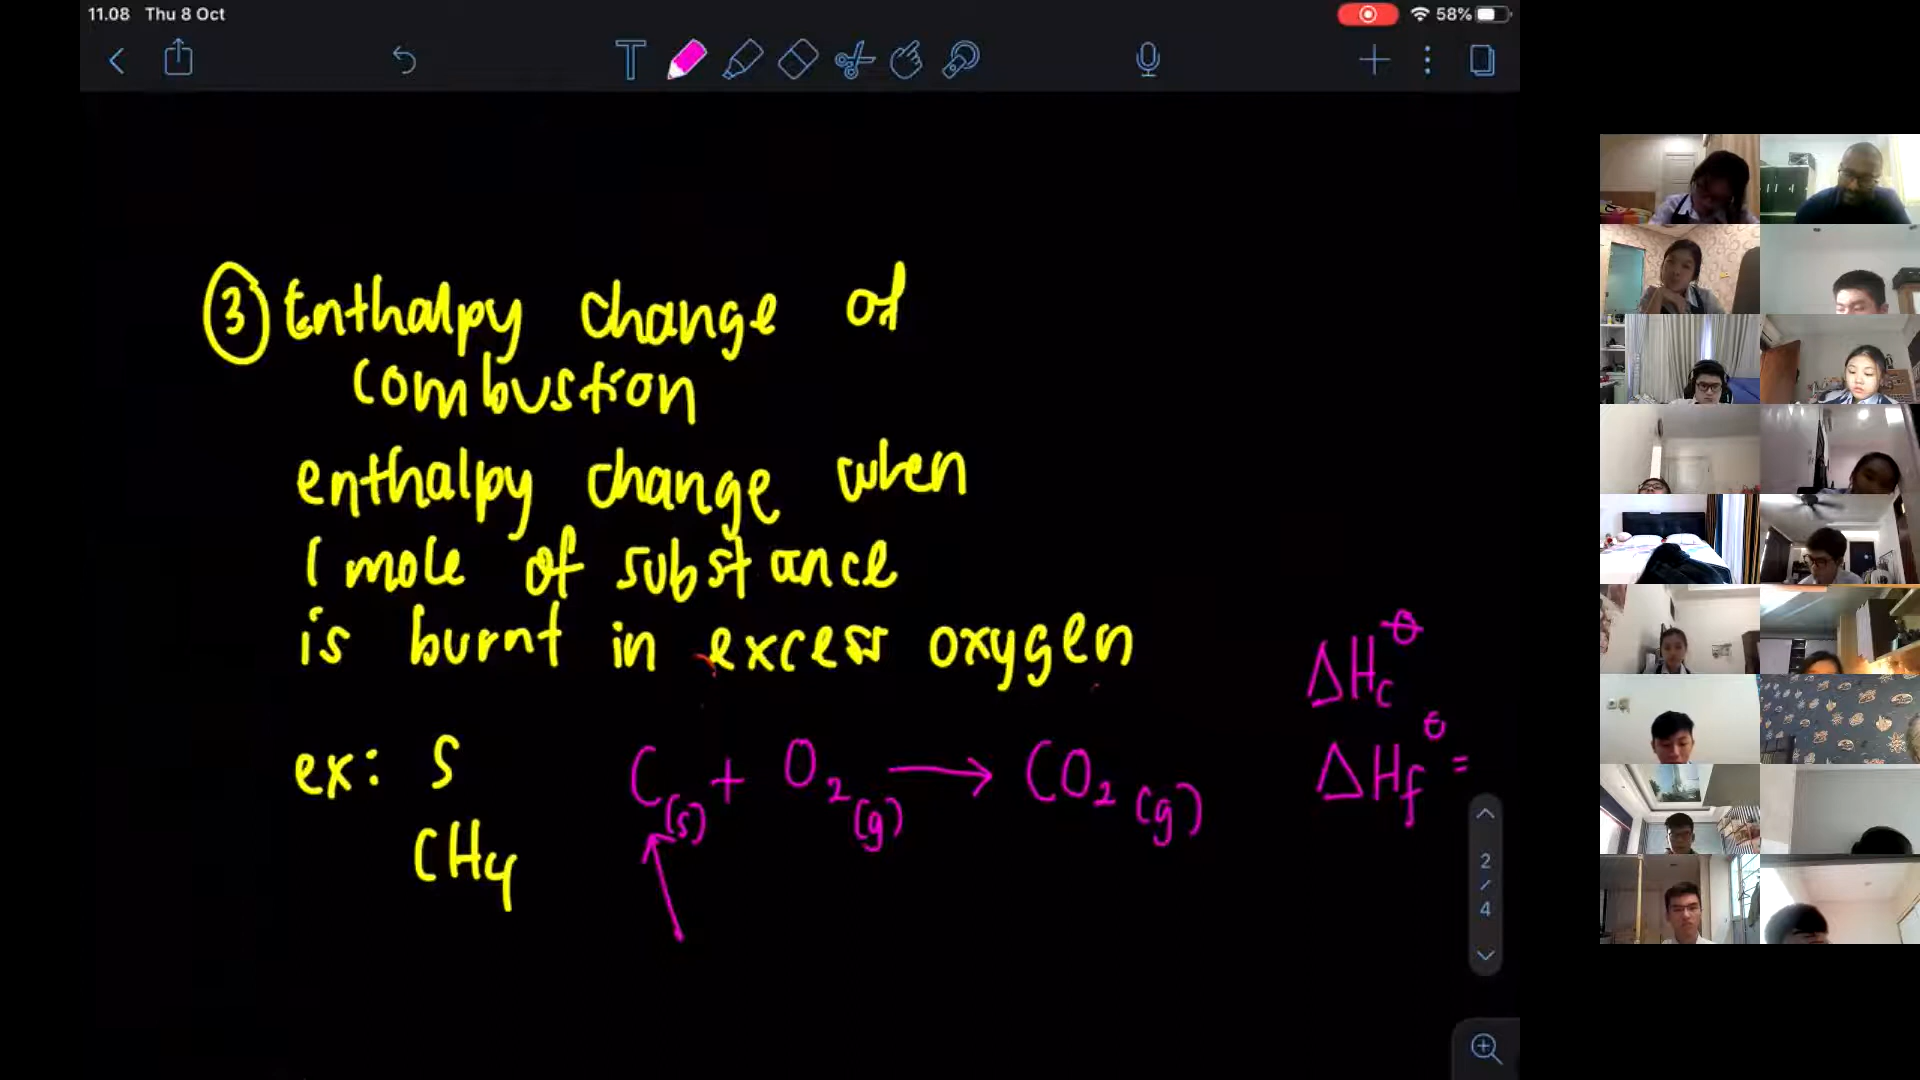 11.08 Thu 8 Oct
58%
T
③ Enthalpy change of
combustion
enthalpy change when
1 mole of substance
is burnt in excess oxygen
ΔHc⦵
ΔHf⦵ =
ex: S
C(s) + O₂(g) → CO₂(g)
CH₄
2
/
4